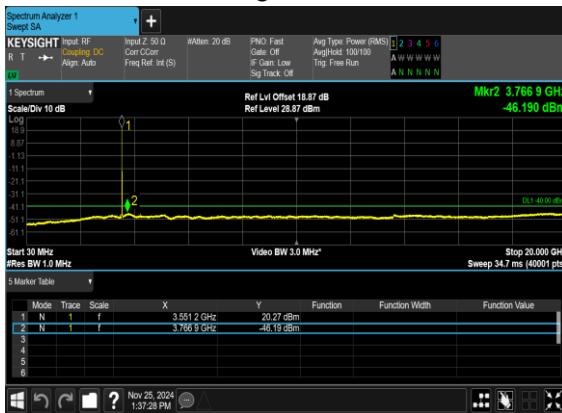 Spectrum Analyzer 1
Swept SA
KEYSIGHT Input: RF Input Z: 50 Ω #Atten: 20 dB PNO: Fast Avg Type: Power (RMS) 1 2 3 4 5 6
R T Coupling: DC Corr CCorr Gate: Off Avg|Hold: 100/100 A W W W W W
Align: Auto Freq Ref: Int (S) IF Gain: Low Trig: Free Run
LXI Sig Track: Off A N N N N N
1 Spectrum Ref Lvl Offset 18.87 dB Mkr2 3.766 9 GHz
Scale/Div 10 dB Ref Level 28.87 dBm -46.190 dBm
Log
1
18.9
8.87
-1.13
-11.1
-21.1
-31.1
DL1 -40.00 dBm
2
-41.1
-51.1
-61.1
Start 30 MHz Video BW 3.0 MHz* Stop 20.000 GHz
#Res BW 1.0 MHz Sweep 34.7 ms (40001 pts)
5 Marker Table
Mode Trace Scale X Y Function Function Width Function Value
1 N 1 f 3.551 2 GHz 20.27 dBm
2 N 1 f 3.766 9 GHz -46.19 dBm
3
4
5
6
? Nov 25, 2024
1:37:28 PM